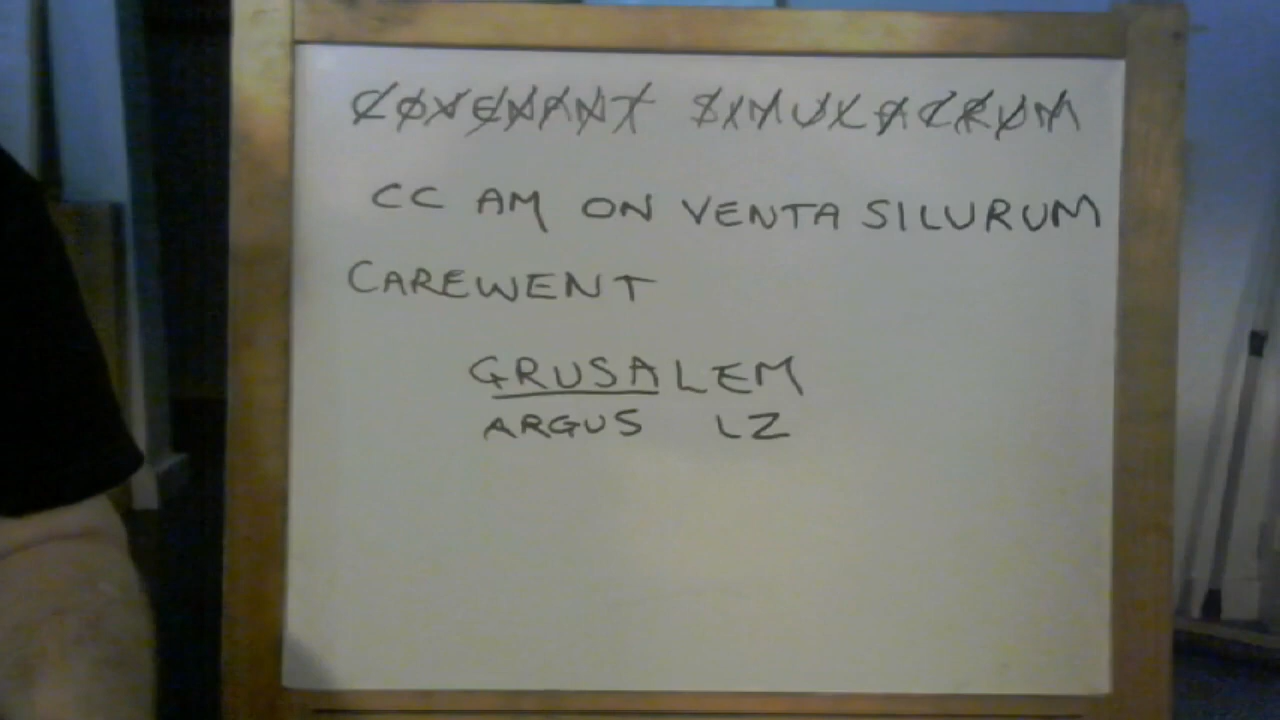 COVENANT SIMULACRUM
CC AM ON VENTA SILURUM
CAREWENT
GRUSALEM
ARGUS LZ